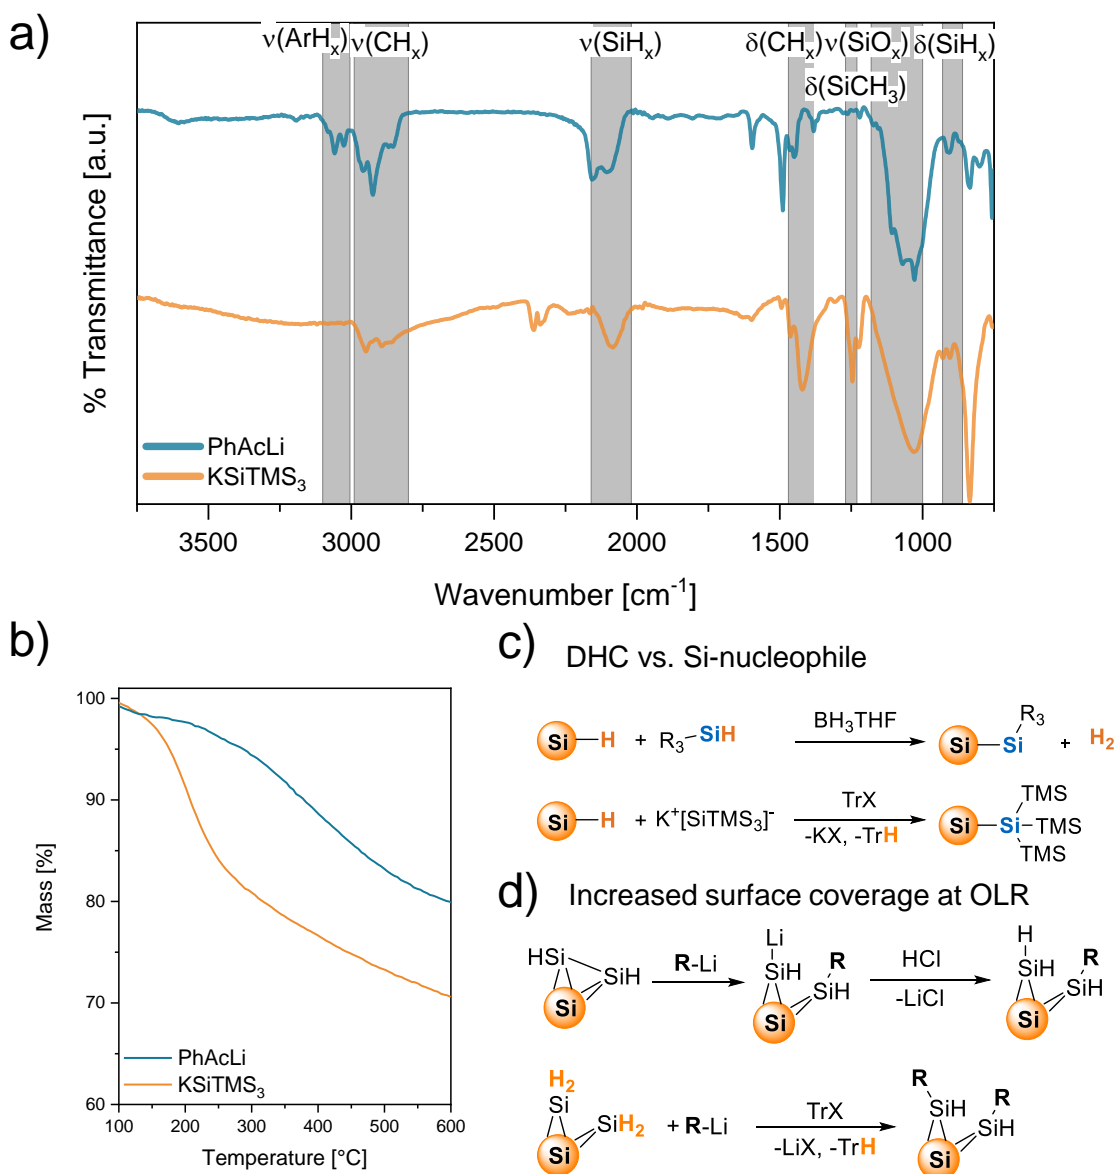 a)
ν(ArHₓ) ν(CHₓ) ν(SiHₓ) δ(CHₓ) ν(SiOₓ) δ(SiHₓ)
δ(SiCH₃)
% Transmittance [a.u.]
PhAcLi
KSiTMS₃
3500 3000 2500 2000 1500 1000
Wavenumber [cm⁻¹]
b)
100
90
80
70
60
Mass [%]
PhAcLi
KSiTMS₃
100 200 300 400 500 600
Temperature [°C]
c)
DHC vs. Si-nucleophile
Si H + R₃ SiH BH₃THF Si Si R₃ + H₂
Si H + K⁺[SiTMS₃]⁻ TrX -KX, -TrH Si Si TMS TMS TMS
d) Increased surface coverage at OLR
HSi SiH Si R-Li Li SiH R SiH Si HCl -LiCl H SiH R SiH Si
H₂ Si SiH₂ Si + R-Li TrX -LiX, -TrH R SiH R SiH Si